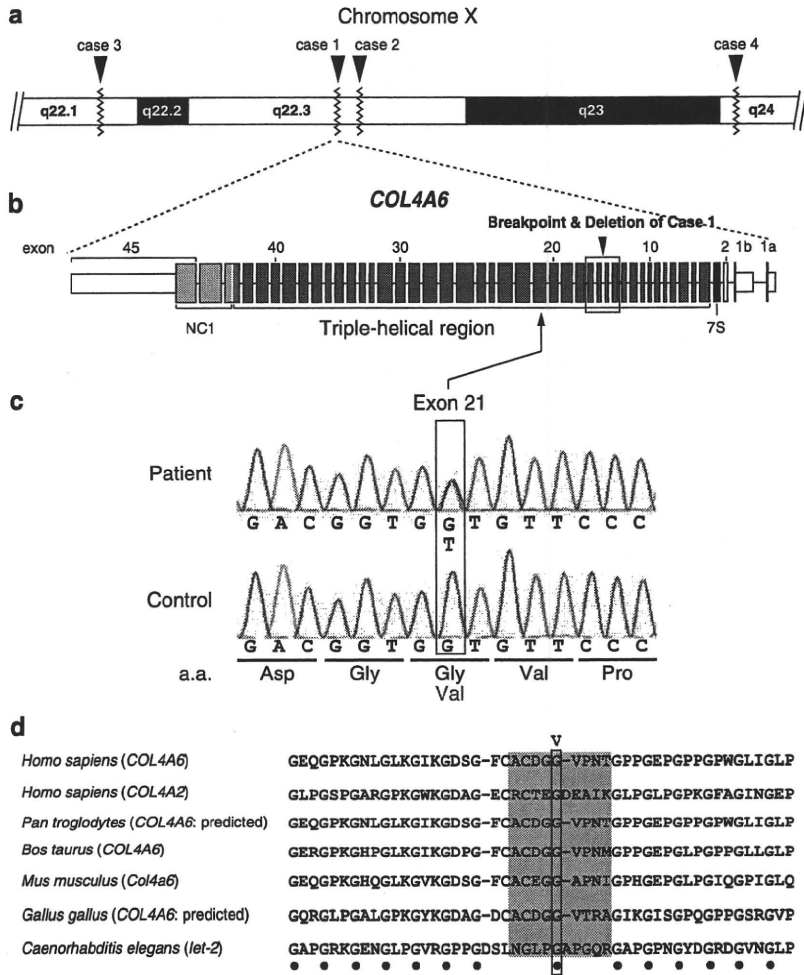 a
Chromosome X
case 3 case 1 case 2 case 4
q22.1 q22.2 q22.3 q23 q24
b
COL4A6
Breakpoint & Deletion of Case 1
exon 45 40 30 20 10 2 1b 1a
NC1 Triple-helical region 7S
c
Exon 21
Patient
G A C G G T G G T G T T C C C
T
Control
G A C G G T G G T G T T C C C
a.a. Asp Gly Gly Val Pro
Val
d
V
Homo sapiens (COL4A6) GEQGPKGNLGLKGIKGDSG-FCACDGG-VPNTGPPGEPGPPGPWGLIGLP
Homo sapiens (COL4A2) GLPGSPGARGPKGWKGDAG-ECRCTEGDEAIKGLPGLPGPKGFAGINGEP
Pan troglodytes (COL4A6: predicted) GEQGPKGNLGLKGIKGDSG-FCACDGG-VPNTGPPGEPGPPGPWGLIGLP
Bos taurus (COL4A6) GERGPKGHPGLKGIKGDPG-FCACDGG-VPNMGPPGEPGLPGPPGLLGLP
Mus musculus (Col4a6) GEQGPKGHQGLKGVKGDSG-FCACEGG-APNIGPHGEPGLPGIQGPIGLQ
Gallus gallus (COL4A6: predicted) GQRGLPGALGPKGYKGDAG-DCACDGG-VTRAGIKGISGPQGPPGSRGVP
Caenorhabditis elegans (let-2) GAPGRKGENGLPGVRGPPGDSLNGLPGAPGQRGAPGPNGYDGRDGVNGLP